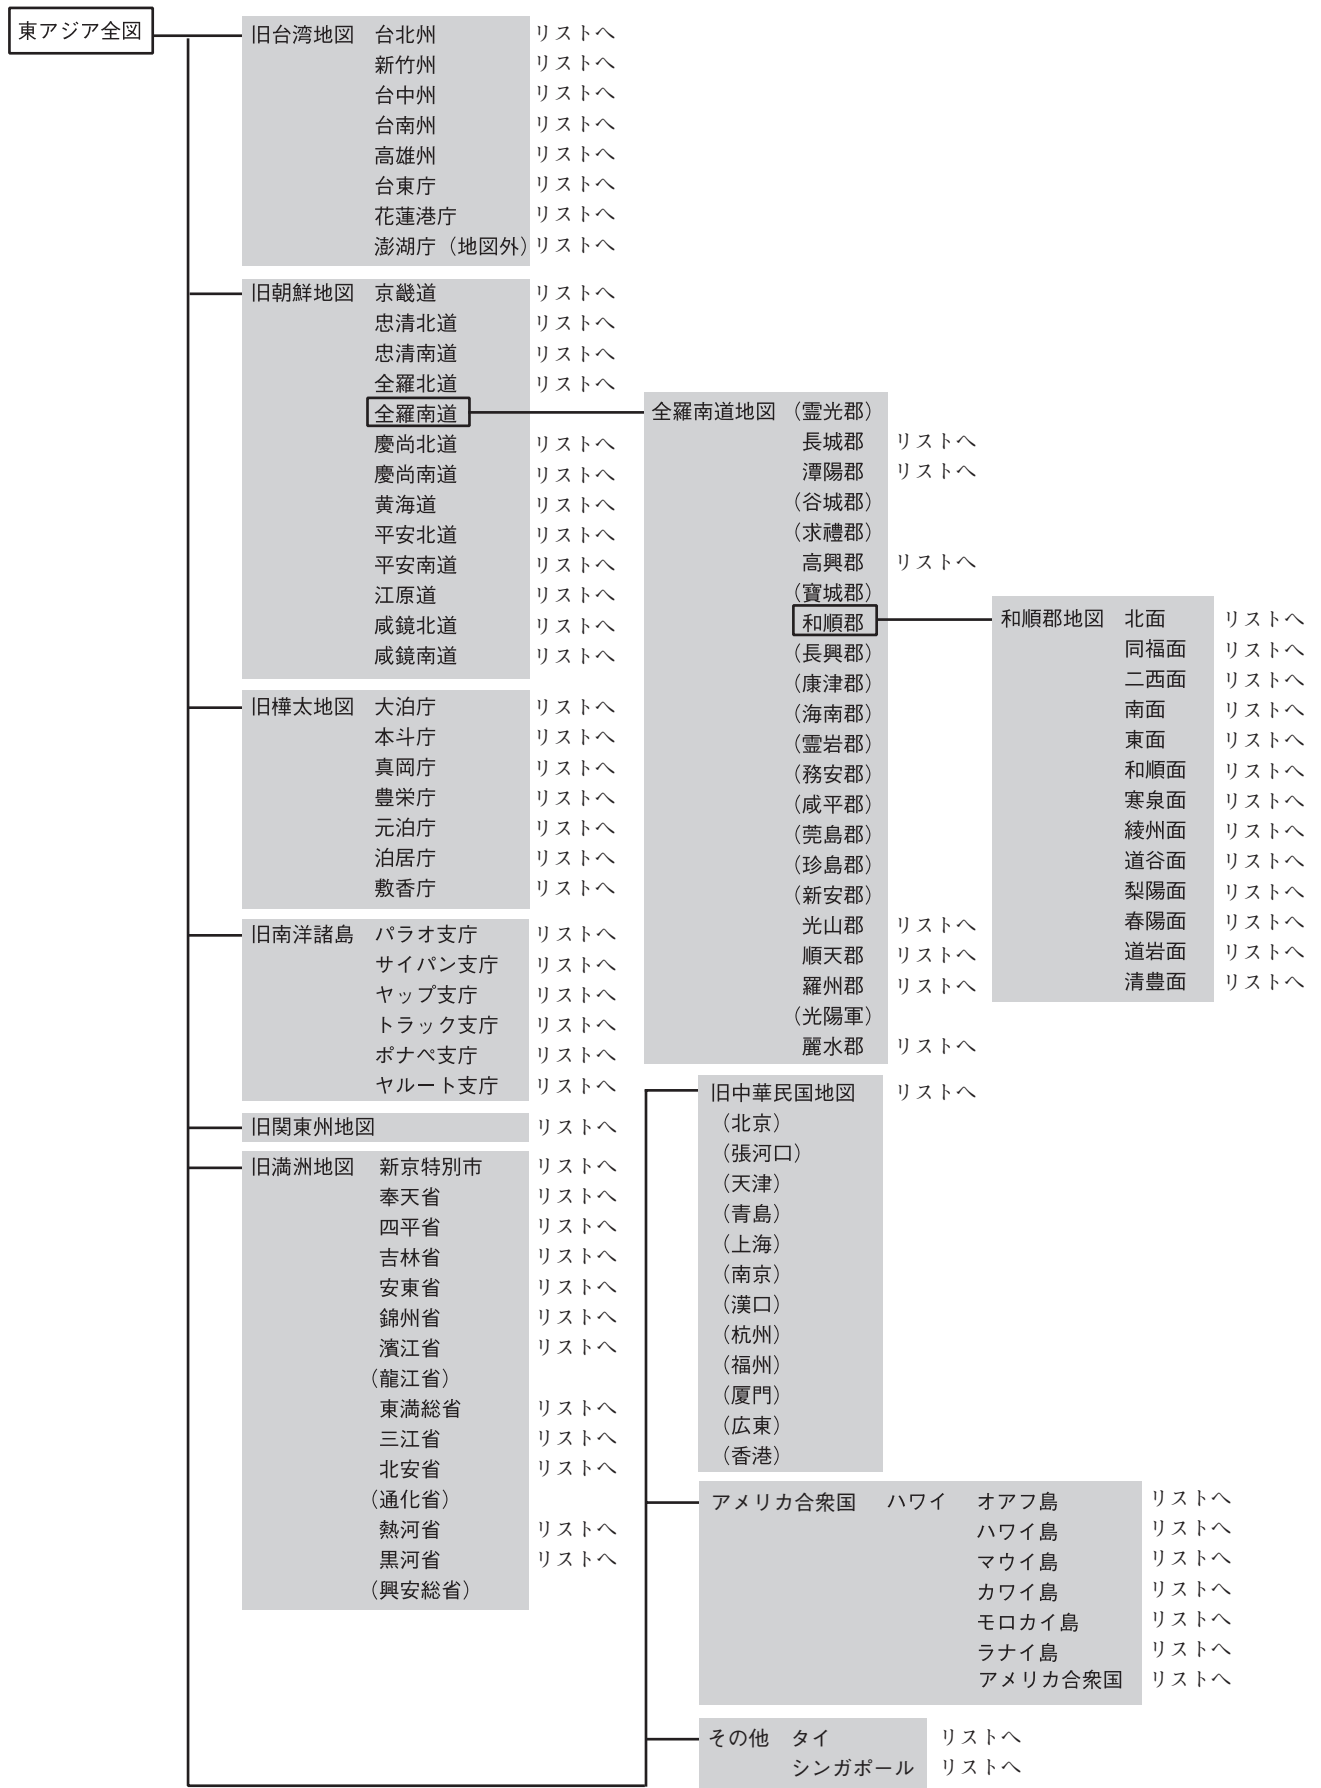 東アジア全図
旧台湾地図 台北州 リストへ
新竹州 リストへ
台中州 リストへ
台南州 リストへ
高雄州 リストへ
台東庁 リストへ
花蓮港庁 リストへ
澎湖庁（地図外） リストへ
旧朝鮮地図 京畿道 リストへ
忠清北道 リストへ
忠清南道 リストへ
全羅北道 リストへ
全羅南道
慶尚北道 リストへ
慶尚南道 リストへ
黄海道 リストへ
平安北道 リストへ
平安南道 リストへ
江原道 リストへ
咸鏡北道 リストへ
咸鏡南道 リストへ
全羅南道地図 （霊光郡）
長城郡 リストへ
潭陽郡 リストへ
（谷城郡）
（求禮郡）
高興郡 リストへ
（寶城郡）
和順郡
（長興郡）
（康津郡）
（海南郡）
（霊岩郡）
（務安郡）
（咸平郡）
（莞島郡）
（珍島郡）
（新安郡）
光山郡 リストへ
順天郡 リストへ
羅州郡 リストへ
（光陽軍）
麗水郡 リストへ
和順郡地図 北面 リストへ
同福面 リストへ
二西面 リストへ
南面 リストへ
東面 リストへ
和順面 リストへ
寒泉面 リストへ
綾州面 リストへ
道谷面 リストへ
梨陽面 リストへ
春陽面 リストへ
道岩面 リストへ
清豊面 リストへ
旧樺太地図 大泊庁 リストへ
本斗庁 リストへ
真岡庁 リストへ
豊栄庁 リストへ
元泊庁 リストへ
泊居庁 リストへ
敷香庁 リストへ
旧南洋諸島 パラオ支庁 リストへ
サイパン支庁 リストへ
ヤップ支庁 リストへ
トラック支庁 リストへ
ポナペ支庁 リストへ
ヤルート支庁 リストへ
旧関東州地図 リストへ
旧満洲地図 新京特別市 リストへ
奉天省 リストへ
四平省 リストへ
吉林省 リストへ
安東省 リストへ
錦州省 リストへ
濱江省 リストへ
（龍江省）
東満総省 リストへ
三江省 リストへ
北安省 リストへ
（通化省）
熱河省 リストへ
黒河省 リストへ
（興安総省）
旧中華民国地図 リストへ
（北京）
（張河口）
（天津）
（青島）
（上海）
（南京）
（漢口）
（杭州）
（福州）
（厦門）
（広東）
（香港）
アメリカ合衆国 ハワイ オアフ島 リストへ
ハワイ島 リストへ
マウイ島 リストへ
カワイ島 リストへ
モロカイ島 リストへ
ラナイ島 リストへ
アメリカ合衆国 リストへ
その他 タイ リストへ
シンガポール リストへ